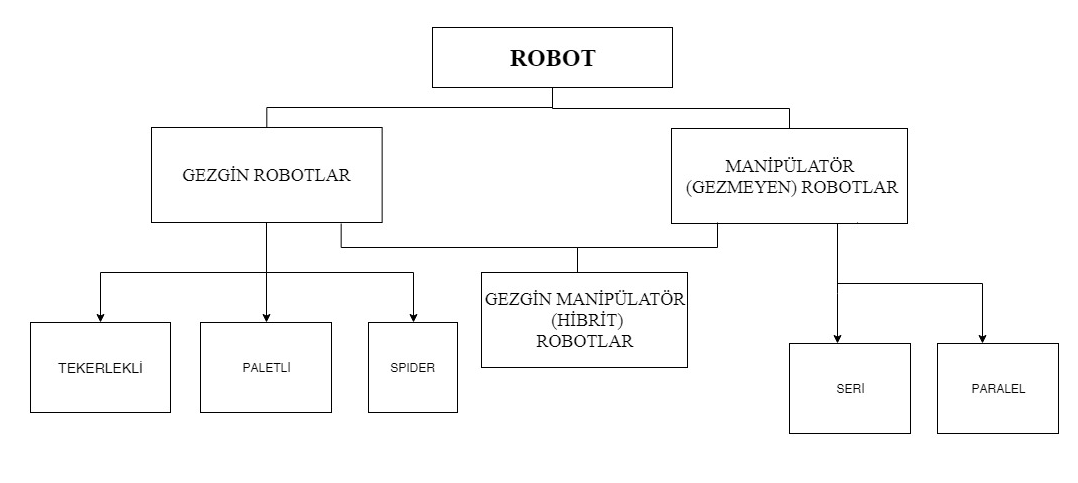 ROBOT
GEZGİN ROBOTLAR
MANİPÜLATÖR
(GEZMEYEN) ROBOTLAR
GEZGİN MANİPÜLATÖR
(HİBRİT)
ROBOTLAR
TEKERLEKLİ
PALETLİ
SPIDER
SERİ
PARALEL